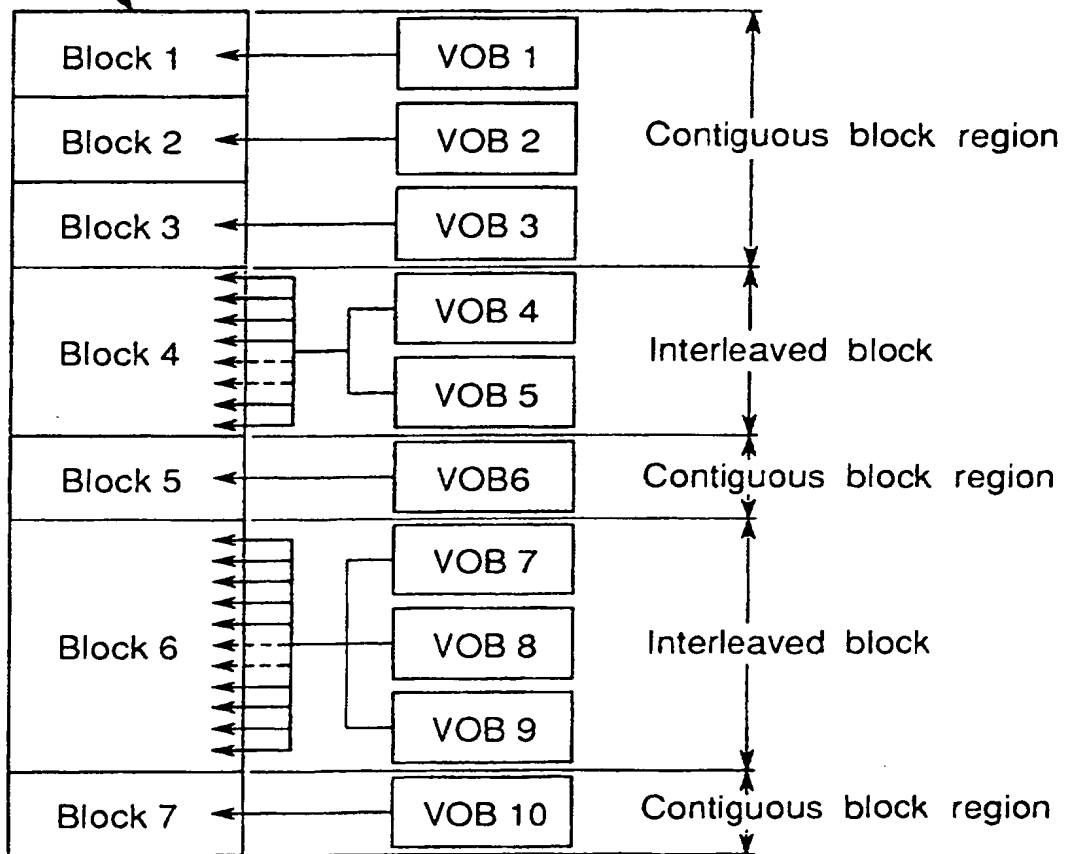 Block 1
VOB 1
Block 2
VOB 2
Contiguous block region
Block 3
VOB 3
Block 4
VOB 4
Interleaved block
VOB 5
Block 5
VOB6
Contiguous block region
Block 6
VOB 7
VOB 8
Interleaved block
VOB 9
Block 7
VOB 10
Contiguous block region